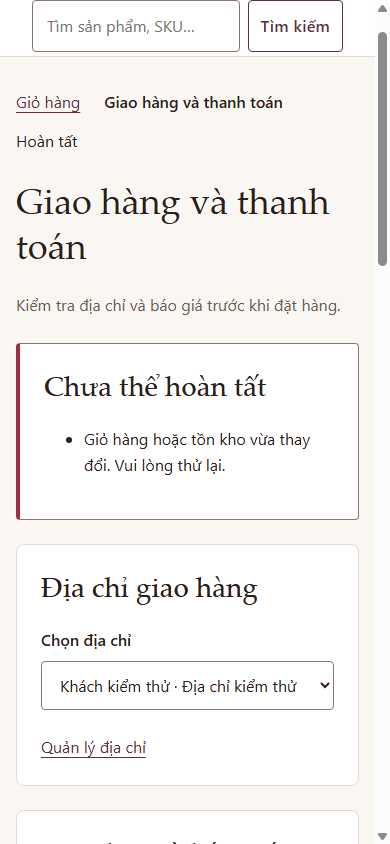 Tìm sản phẩm, SKU...
Tìm kiếm
Giỏ hàng
Giao hàng và thanh toán
Hoàn tất
Giao hàng và thanh
toán
Kiểm tra địa chỉ và báo giá trước khi đặt hàng.
Chưa thể hoàn tất
Giỏ hàng hoặc tồn kho vừa thay
đổi. Vui lòng thử lại.
Địa chỉ giao hàng
Chọn địa chỉ
Khách kiểm thử · Địa chỉ kiểm thử
Quản lý địa chỉ